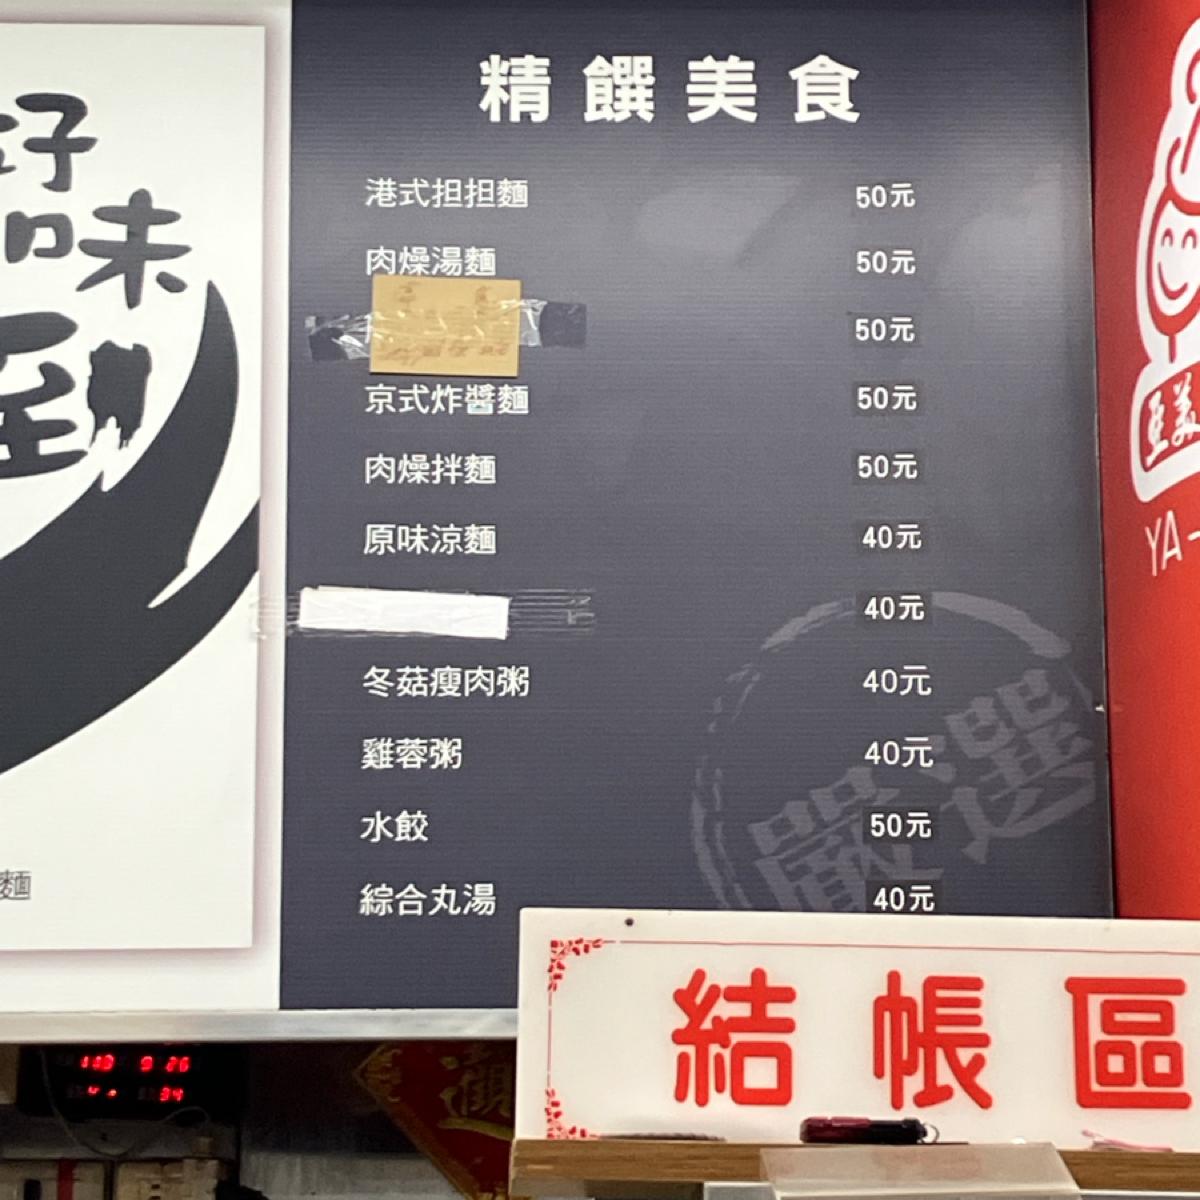 好
味
到
麵
精饌美食
港式担担麵 50元
肉燥湯麵 50元
50元
京式炸醬麵 50元
肉燥拌麵 50元
原味涼麵 40元
40元
冬菇瘦肉粥 40元
雞蓉粥 40元
水餃 50元
綜合丸湯 40元
嚴選
美
YA-
結帳區